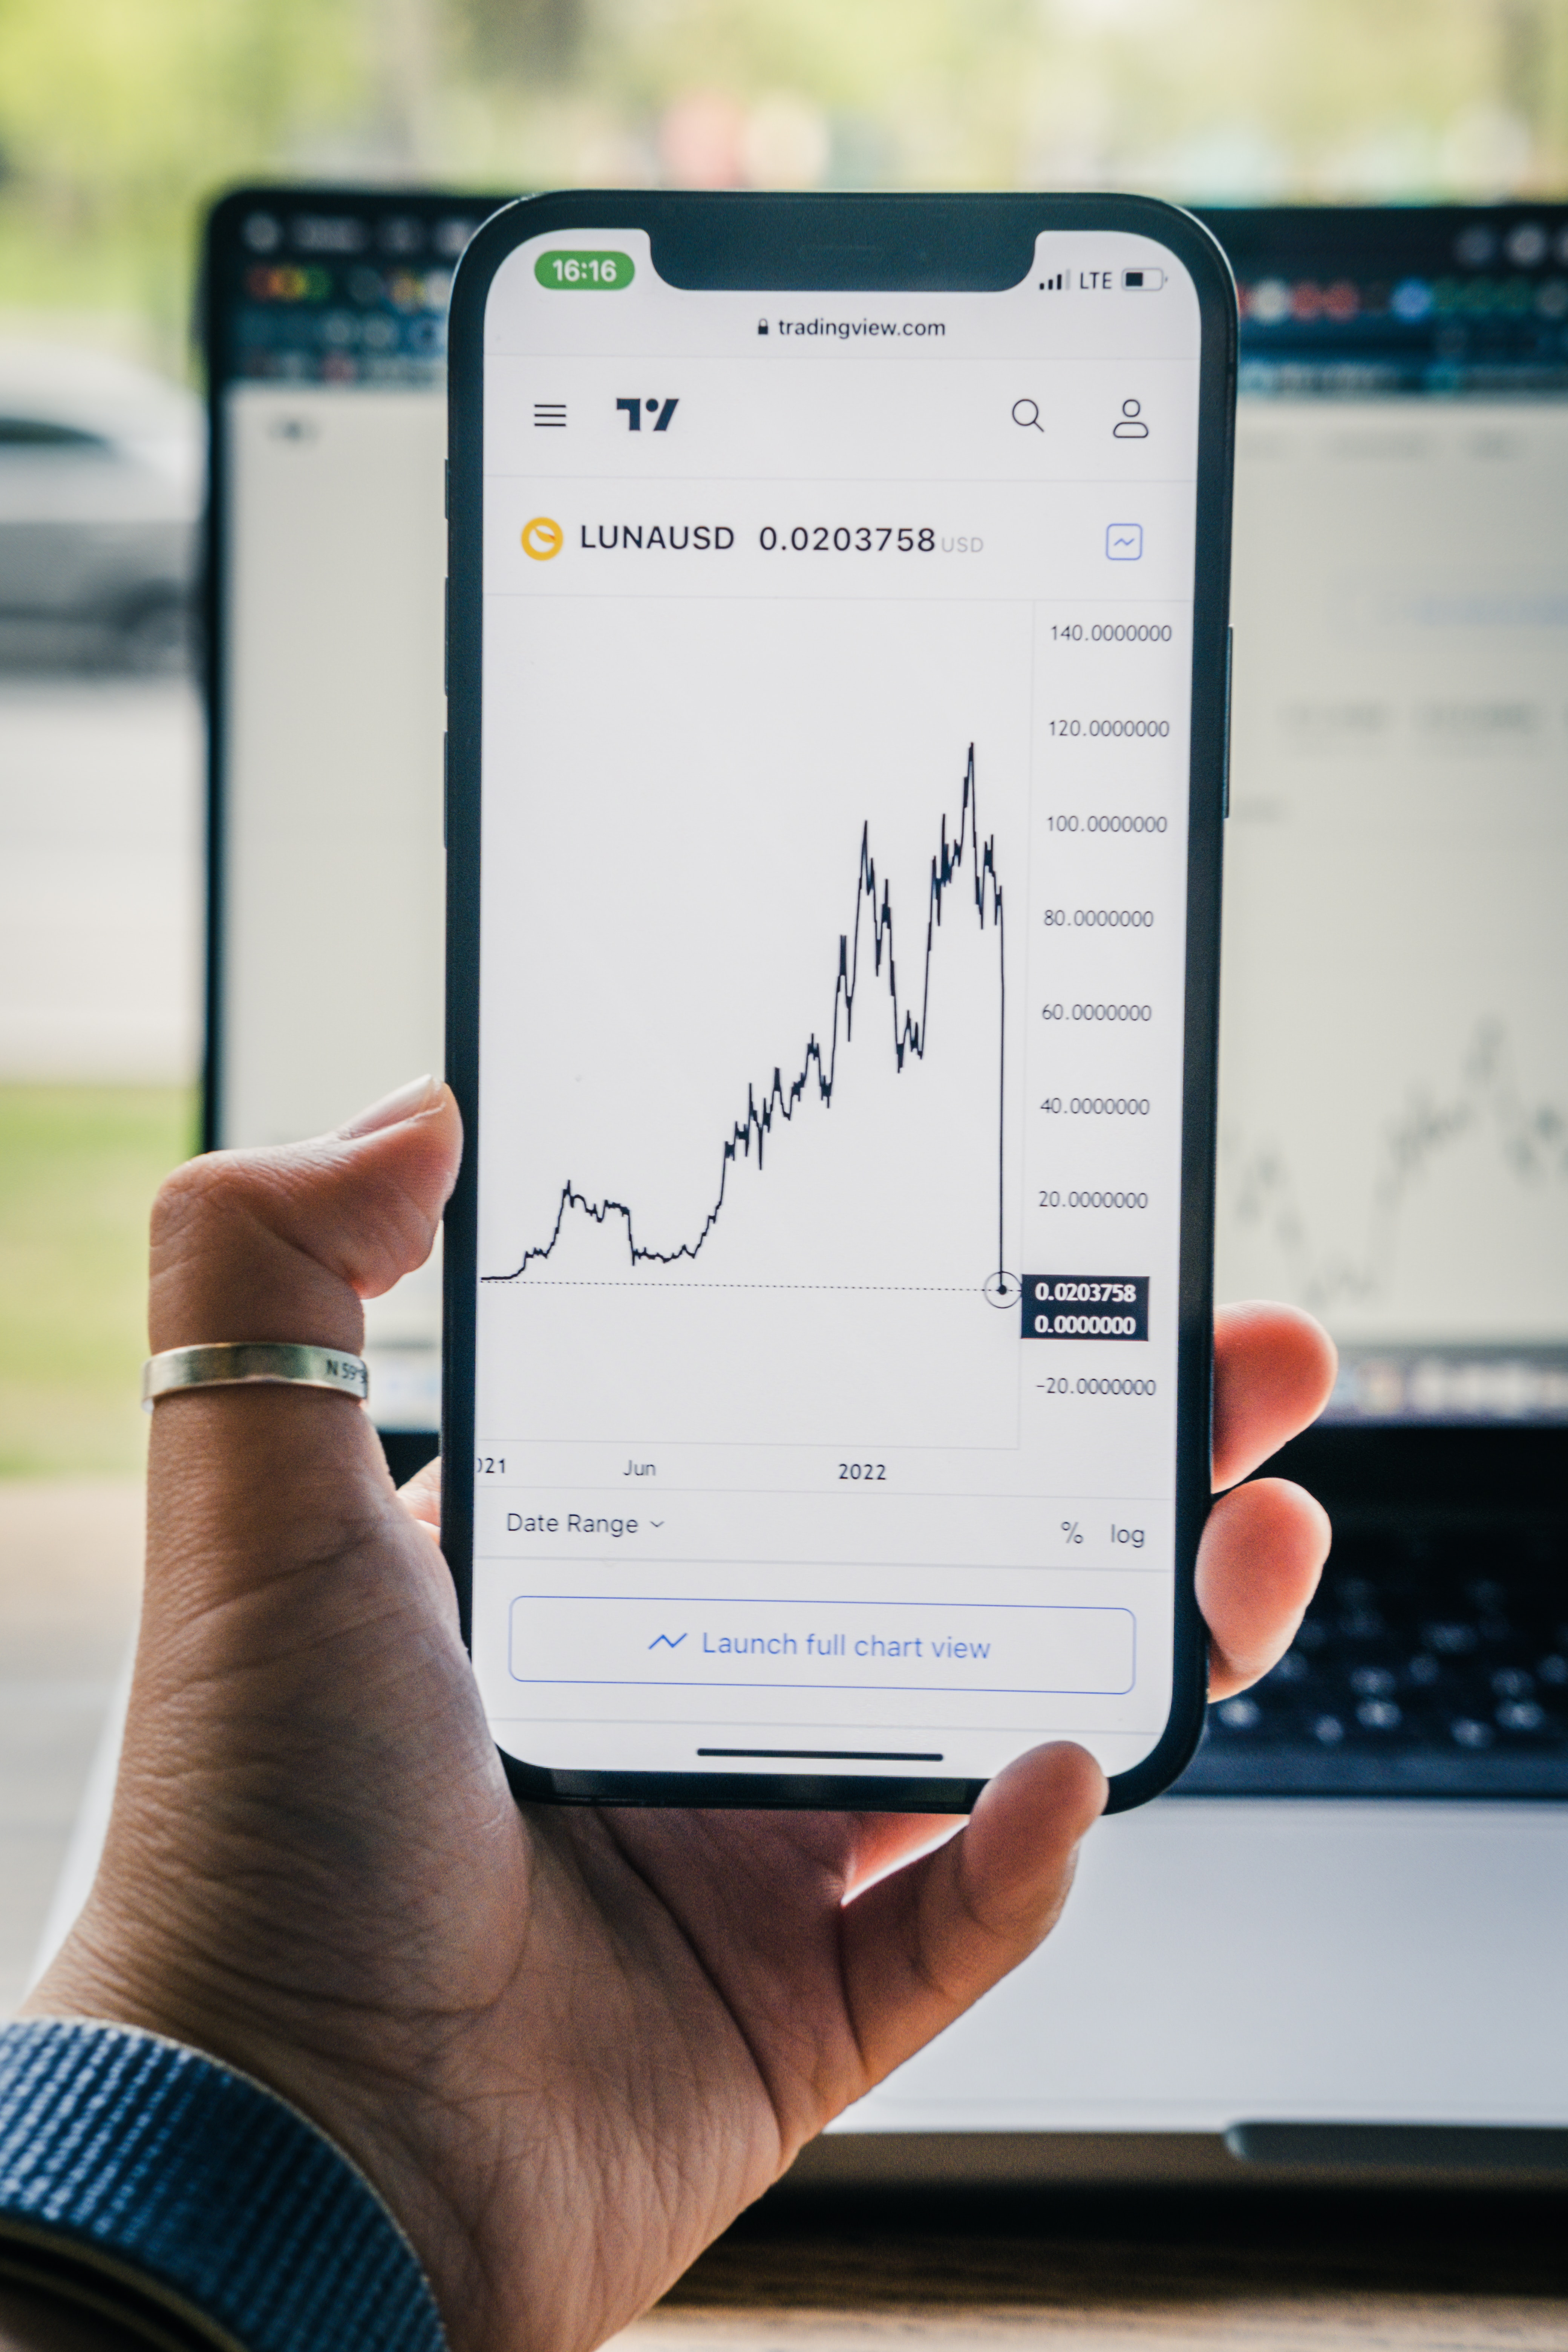 16:16 LTE
tradingview.com
LUNAUSD 0.0203758 USD
140.0000000
120.0000000
100.0000000
80.0000000
60.0000000
40.0000000
20.0000000
0.0203758
0.0000000
-20.0000000
021 Jun 2022
Date Range % log
Launch full chart view
N 59°